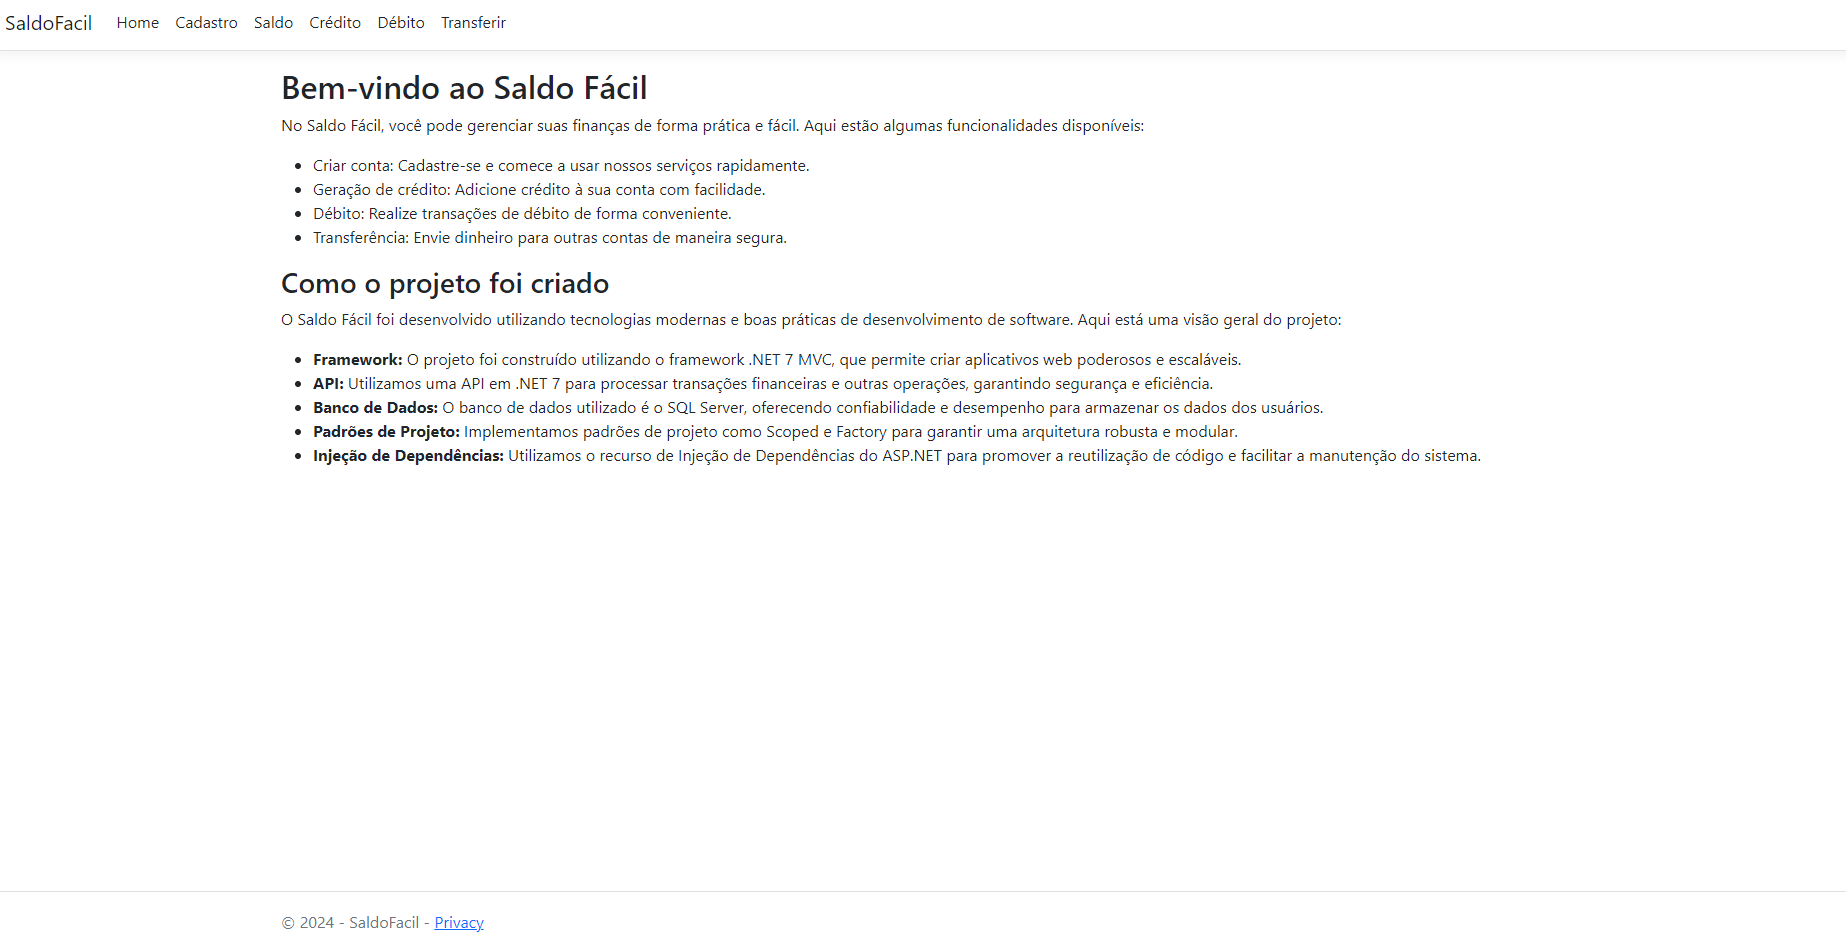 SaldoFacil Home Cadastro Saldo Crédito Débito Transferir
Bem-vindo ao Saldo Fácil
No Saldo Fácil, você pode gerenciar suas finanças de forma prática e fácil. Aqui estão algumas funcionalidades disponíveis:
• Criar conta: Cadastre-se e comece a usar nossos serviços rapidamente.
• Geração de crédito: Adicione crédito à sua conta com facilidade.
• Débito: Realize transações de débito de forma conveniente.
• Transferência: Envie dinheiro para outras contas de maneira segura.
Como o projeto foi criado
O Saldo Fácil foi desenvolvido utilizando tecnologias modernas e boas práticas de desenvolvimento de software. Aqui está uma visão geral do projeto:
• Framework: O projeto foi construído utilizando o framework .NET 7 MVC, que permite criar aplicativos web poderosos e escaláveis.
• API: Utilizamos uma API em .NET 7 para processar transações financeiras e outras operações, garantindo segurança e eficiência.
• Banco de Dados: O banco de dados utilizado é o SQL Server, oferecendo confiabilidade e desempenho para armazenar os dados dos usuários.
• Padrões de Projeto: Implementamos padrões de projeto como Scoped e Factory para garantir uma arquitetura robusta e modular.
• Injeção de Dependências: Utilizamos o recurso de Injeção de Dependências do ASP.NET para promover a reutilização de código e facilitar a manutenção do sistema.
© 2024 - SaldoFacil - Privacy